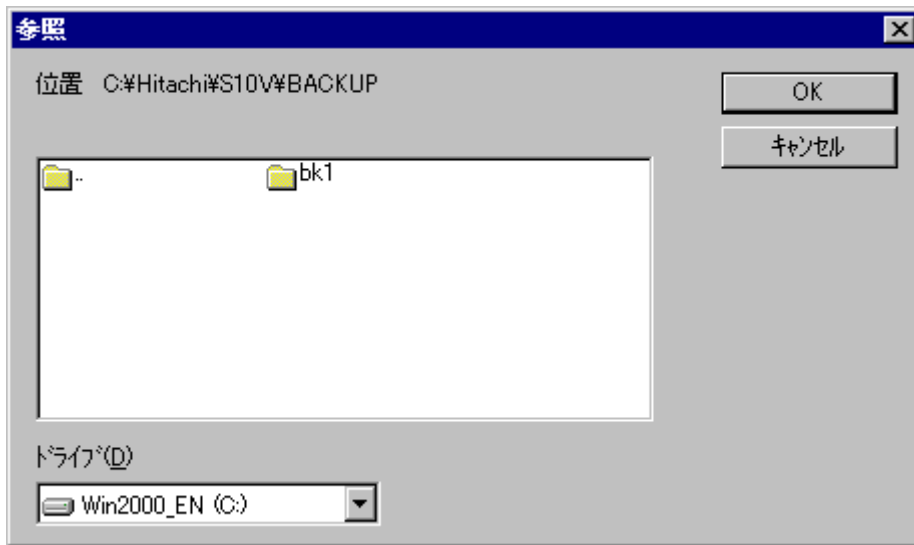 参照
位置 C:¥Hitachi¥S10V¥BACKUP
OK
キャンセル
..
bk1
ドライブ(D)
Win2000_EN (C:)